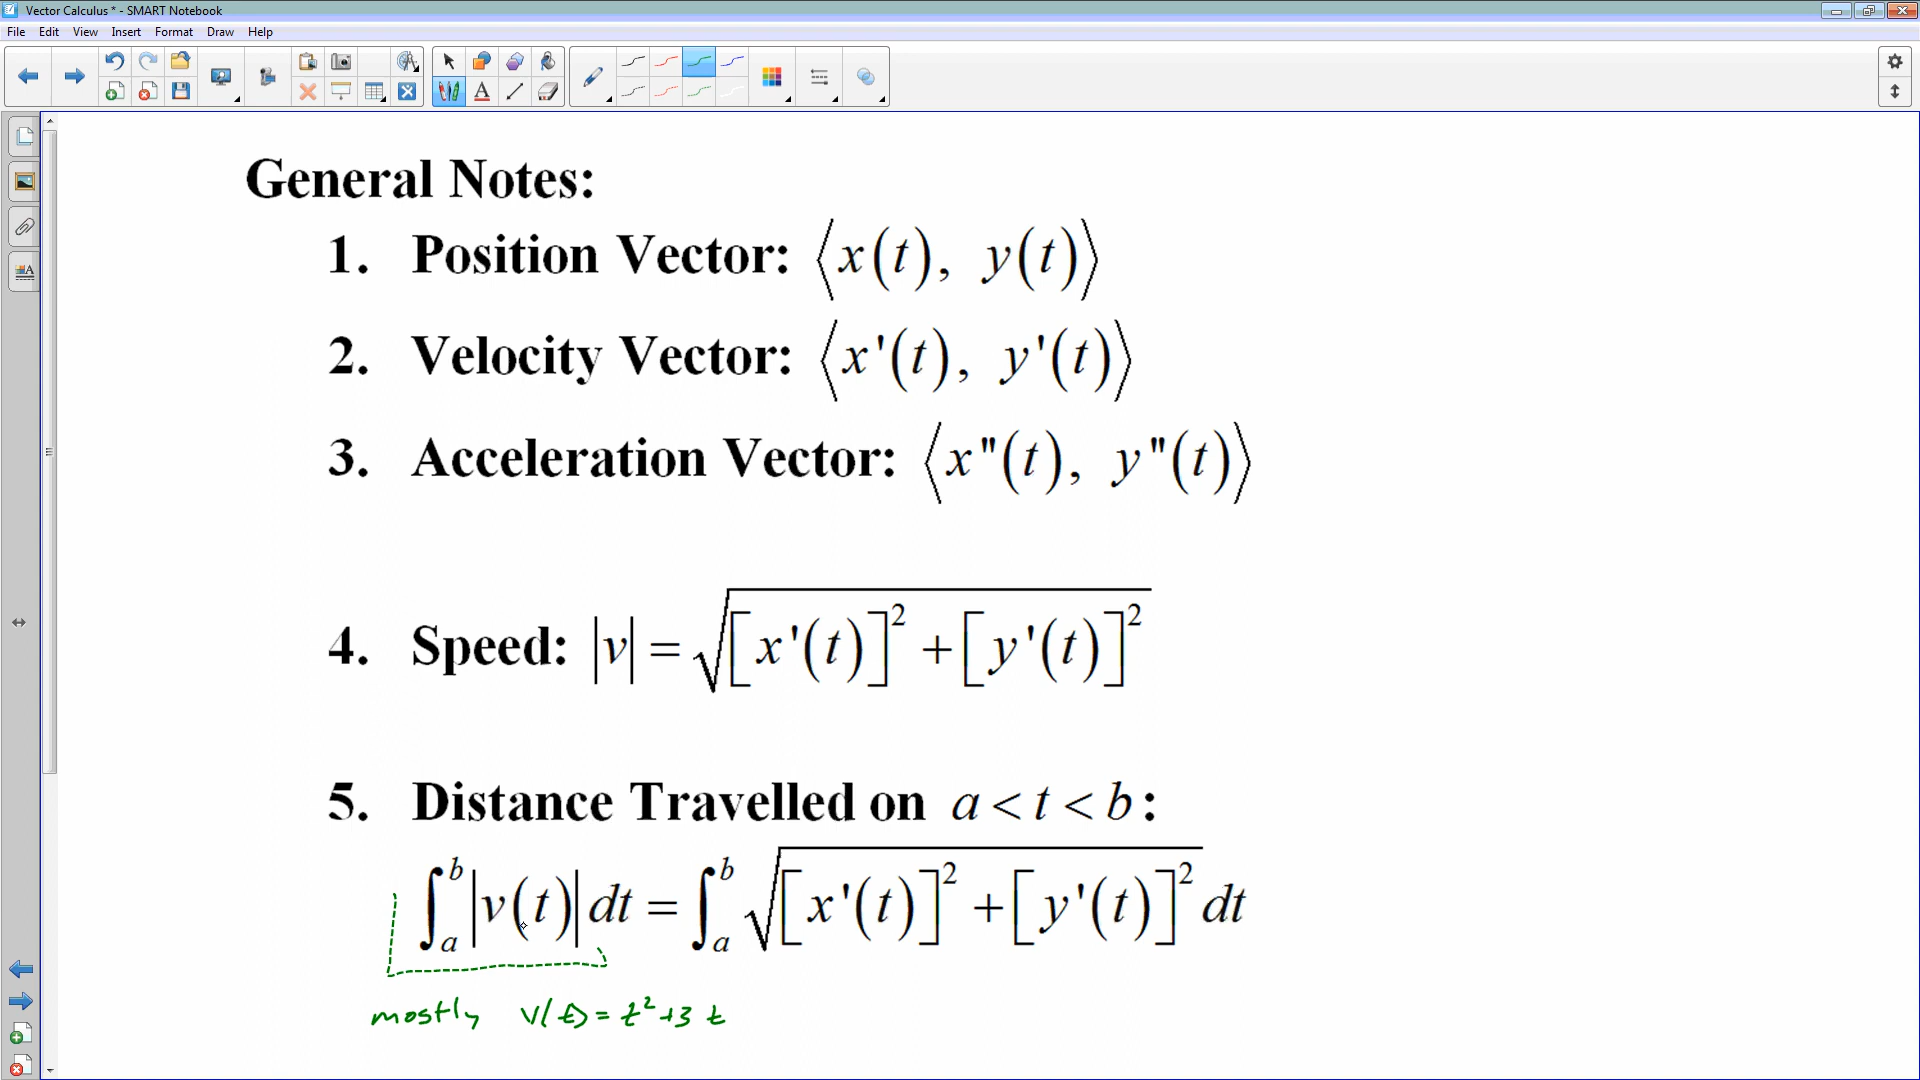 Vector Calculus * - SMART Notebook
File Edit View Insert Format Draw Help
General Notes:
1. Position Vector: ⟨x(t), y(t)⟩
2. Velocity Vector: ⟨x'(t), y'(t)⟩
3. Acceleration Vector: ⟨x"(t), y"(t)⟩
4. Speed: |v| = √([x'(t)]² + [y'(t)]²)
5. Distance Travelled on a < t < b:
∫ₐᵇ |v(t)| dt = ∫ₐᵇ √([x'(t)]² + [y'(t)]²) dt
mostly v(t) = t² + 3t